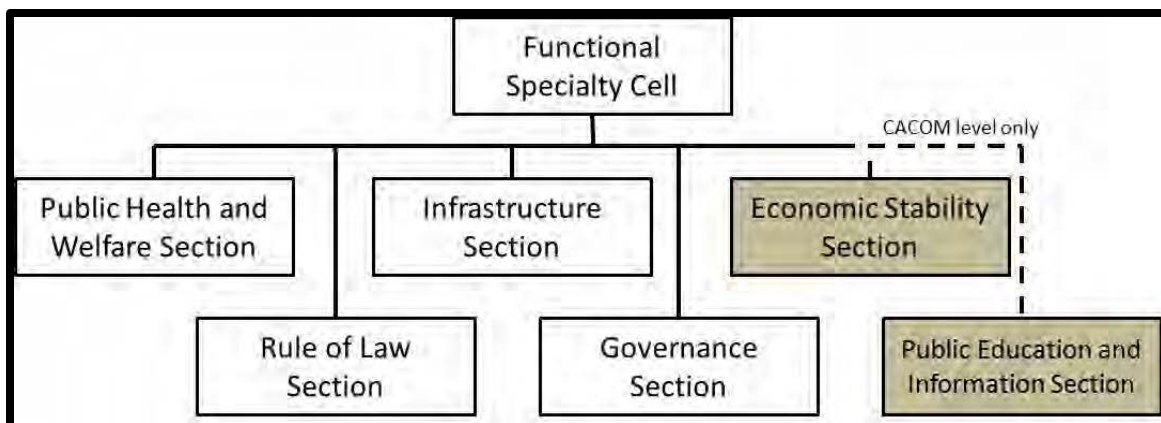 Functional
Specialty Cell
CACOM level only
Public Health and
Welfare Section
Infrastructure
Section
Economic Stability
Section
Rule of Law
Section
Governance
Section
Public Education and
Information Section